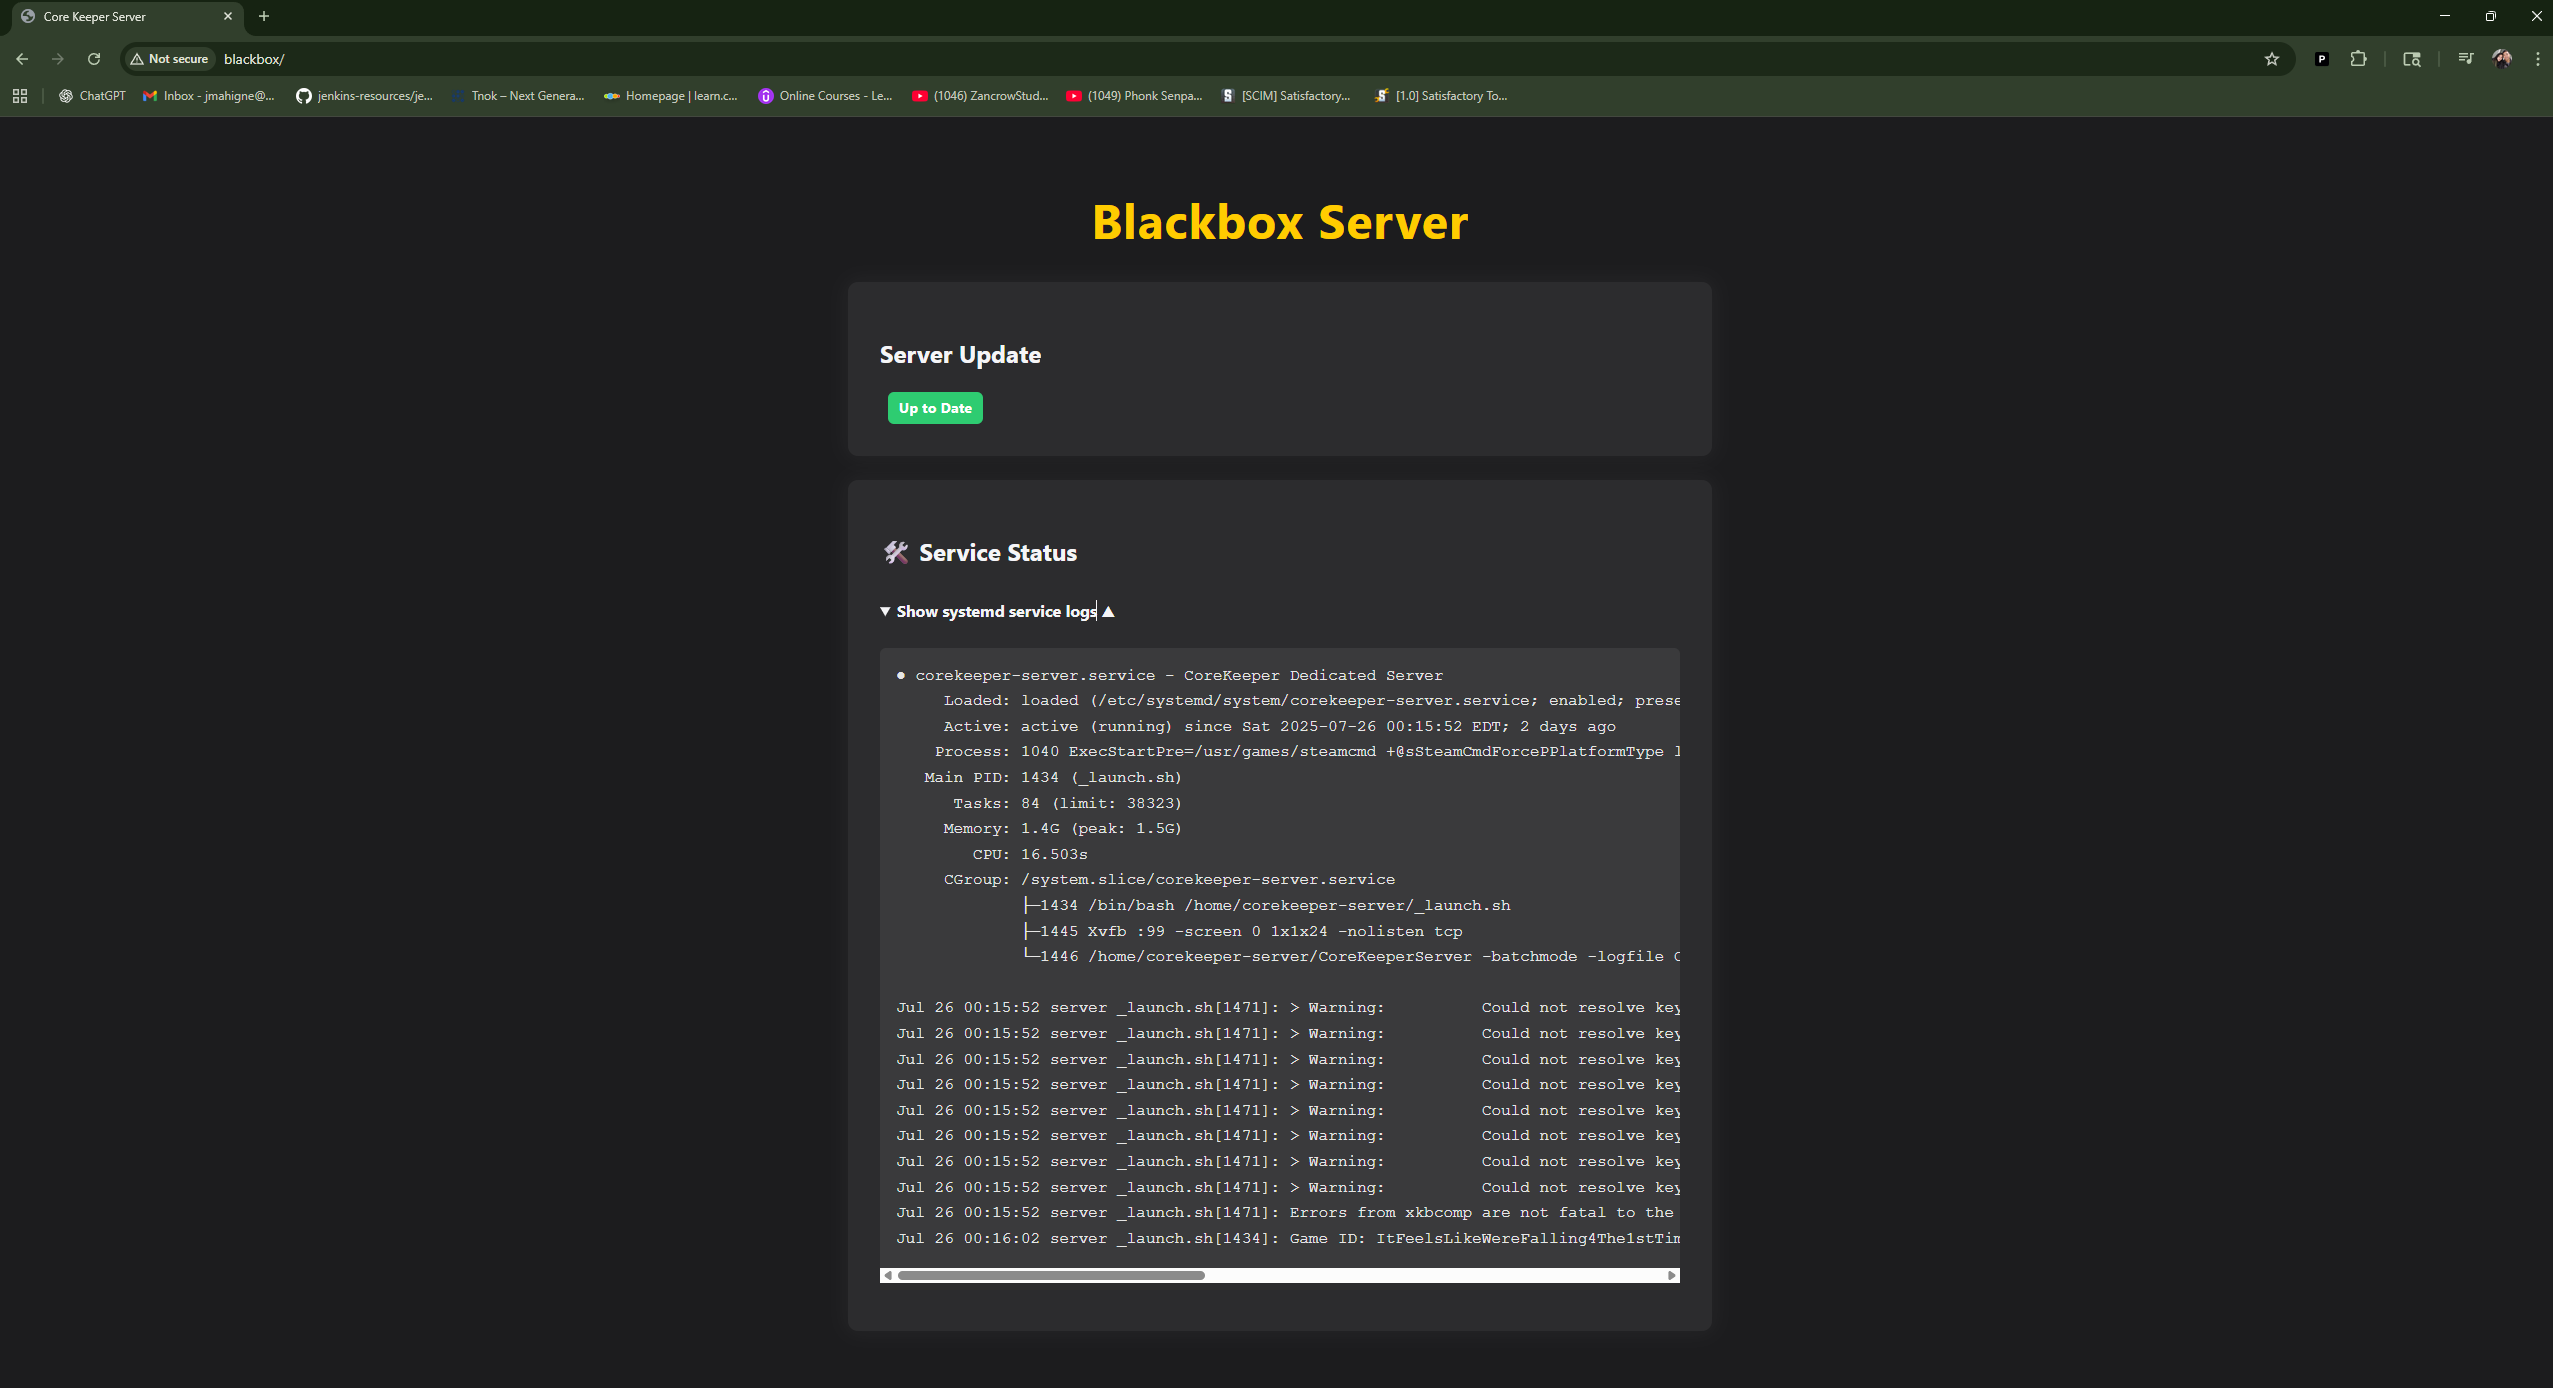 Core Keeper Server
Not secure
blackbox/
ChatGPT
Inbox - jmahigne@...
jenkins-resources/je...
Tnok – Next Genera...
Homepage | learn.c...
Online Courses - Le...
(1046) ZancrowStud...
(1049) Phonk Senpa...
[SCIM] Satisfactory...
[1.0] Satisfactory To...
Blackbox Server
Server Update
Up to Date
🛠 Service Status
▼ Show systemd service logs ▲
● corekeeper-server.service - CoreKeeper Dedicated Server
Loaded: loaded (/etc/systemd/system/corekeeper-server.service; enabled; prese
Active: active (running) since Sat 2025-07-26 00:15:52 EDT; 2 days ago
Process: 1040 ExecStartPre=/usr/games/steamcmd +@sSteamCmdForcePPlatformType l
Main PID: 1434 (_launch.sh)
Tasks: 84 (limit: 38323)
Memory: 1.4G (peak: 1.5G)
CPU: 16.503s
CGroup: /system.slice/corekeeper-server.service
├─1434 /bin/bash /home/corekeeper-server/_launch.sh
├─1445 Xvfb :99 -screen 0 1x1x24 -nolisten tcp
└─1446 /home/corekeeper-server/CoreKeeperServer -batchmode -logfile C
Jul 26 00:15:52 server _launch.sh[1471]: > Warning:          Could not resolve key
Jul 26 00:15:52 server _launch.sh[1471]: > Warning:          Could not resolve key
Jul 26 00:15:52 server _launch.sh[1471]: > Warning:          Could not resolve key
Jul 26 00:15:52 server _launch.sh[1471]: > Warning:          Could not resolve key
Jul 26 00:15:52 server _launch.sh[1471]: > Warning:          Could not resolve key
Jul 26 00:15:52 server _launch.sh[1471]: > Warning:          Could not resolve key
Jul 26 00:15:52 server _launch.sh[1471]: > Warning:          Could not resolve key
Jul 26 00:15:52 server _launch.sh[1471]: > Warning:          Could not resolve key
Jul 26 00:15:52 server _launch.sh[1471]: Errors from xkbcomp are not fatal to the
Jul 26 00:16:02 server _launch.sh[1434]: Game ID: ItFeelsLikeWereFalling4The1stTim